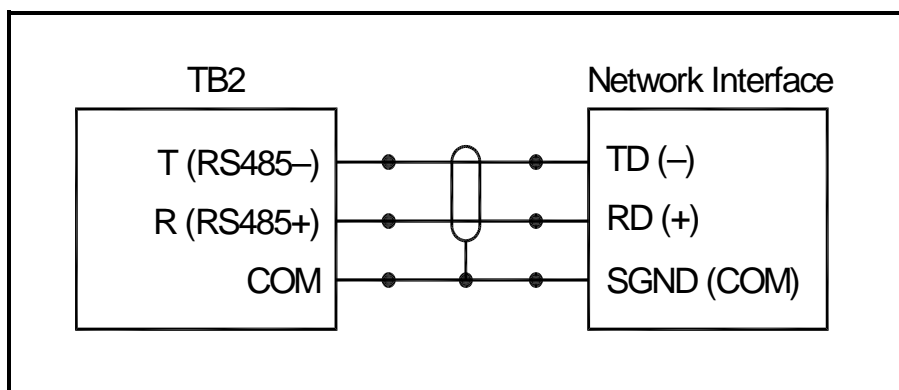 TB2
Network Interface
T (RS485–)
R (RS485+)
COM
TD (–)
RD (+)
SGND (COM)